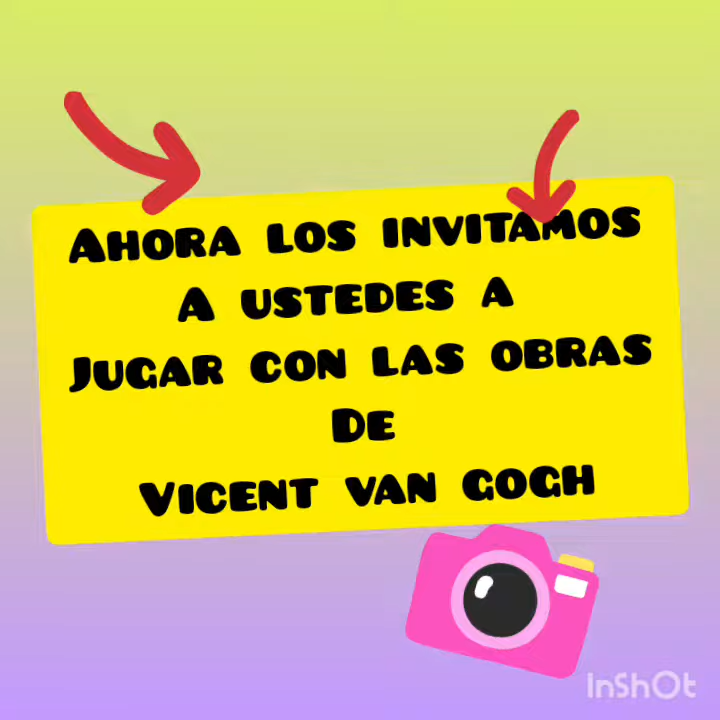 Ahora los invitamos
a ustedes a
Jugar con las obras
De
Vicent van gogh
InShOt